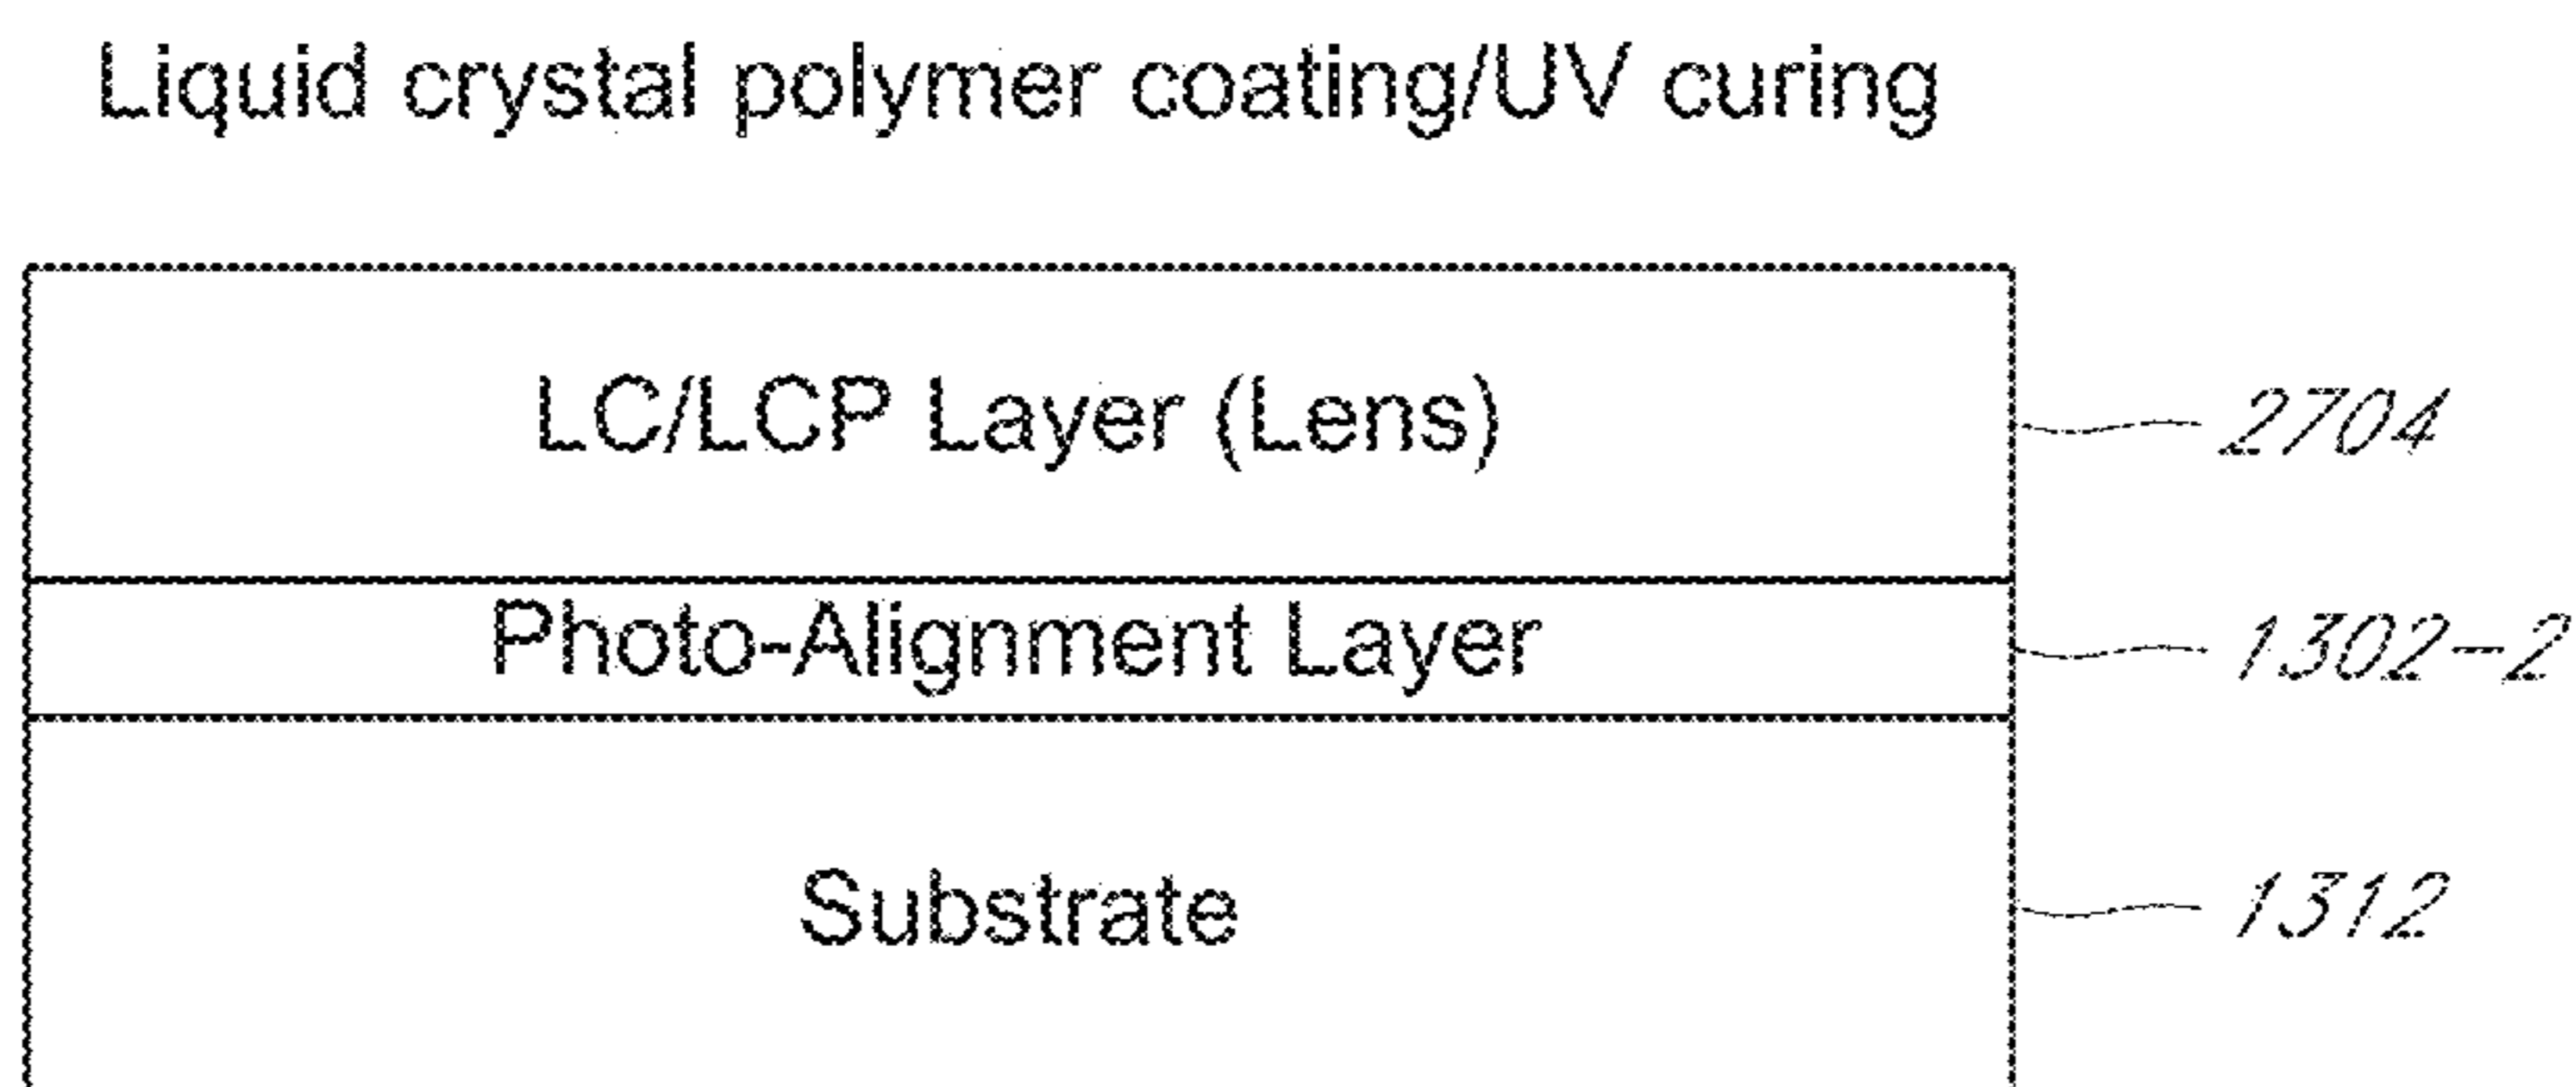 Liquid crystal polymer coating/UV curing
LC/LCP Layer (Lens) 2704
Photo-Alignment Layer 1302-2
Substrate 1312